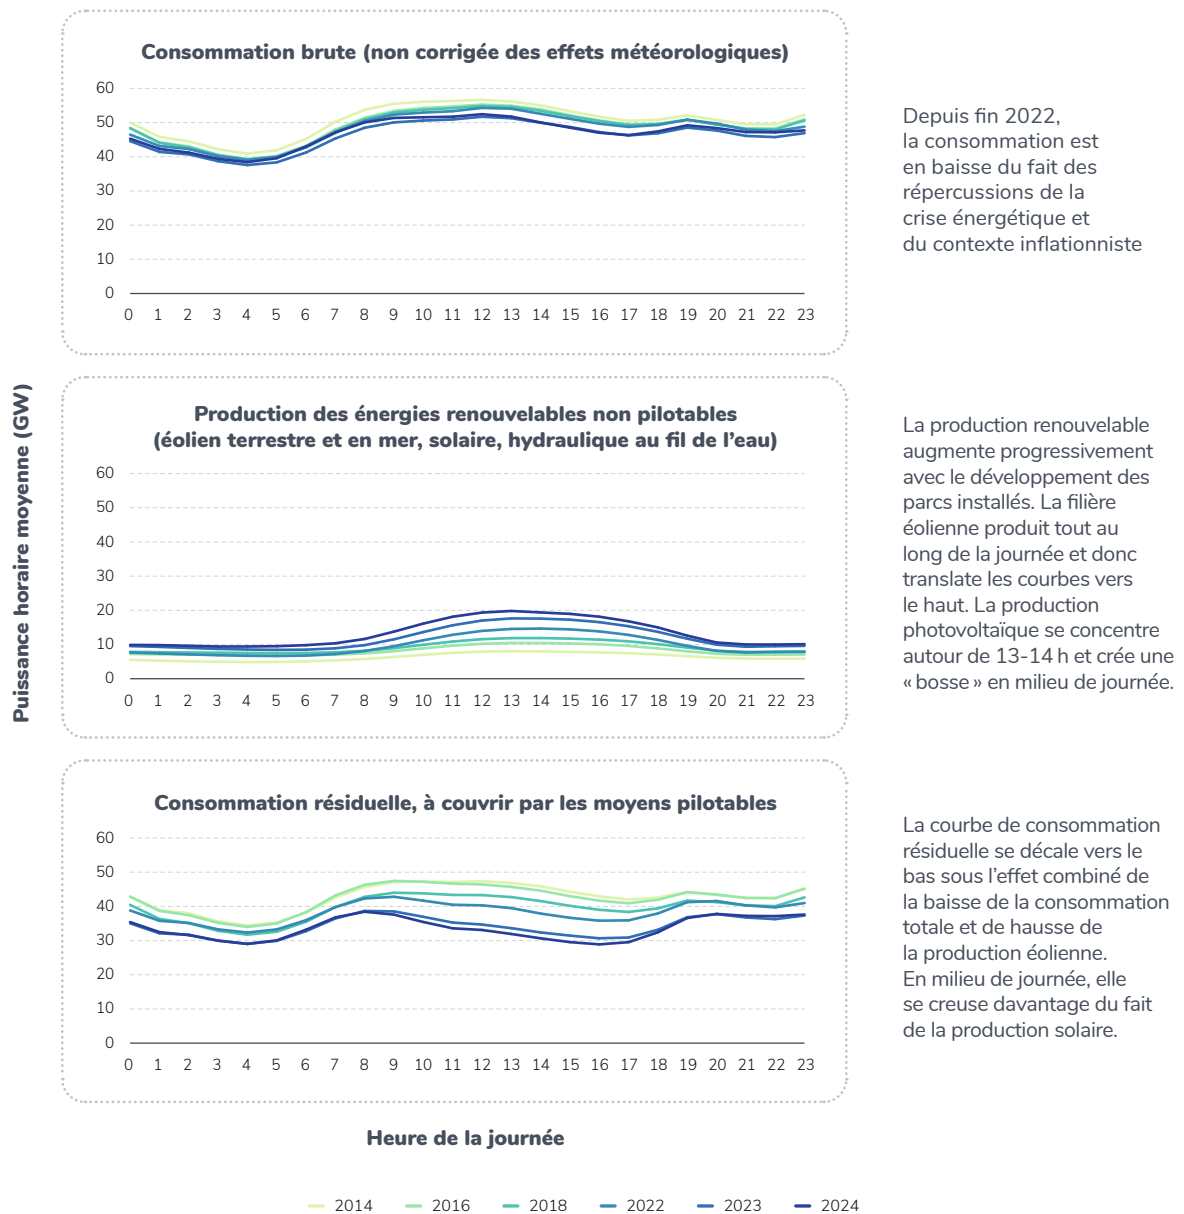 Consommation brute (non corrigée des effets météorologiques)
60
50
40
30
20
10
0
0 1 2 3 4 5 6 7 8 9 10 11 12 13 14 15 16 17 18 19 20 21 22 23
Depuis fin 2022,
la consommation est
en baisse du fait des
répercussions de la
crise énergétique et
du contexte inflationniste
Puissance horaire moyenne (GW)
Production des énergies renouvelables non pilotables
(éolien terrestre et en mer, solaire, hydraulique au fil de l’eau)
60
50
40
30
20
10
0
0 1 2 3 4 5 6 7 8 9 10 11 12 13 14 15 16 17 18 19 20 21 22 23
La production renouvelable
augmente progressivement
avec le développement des
parcs installés. La filière
éolienne produit tout au
long de la journée et donc
translate les courbes vers
le haut. La production
photovoltaïque se concentre
autour de 13-14 h et crée une
« bosse » en milieu de journée.
Consommation résiduelle, à couvrir par les moyens pilotables
60
50
40
30
20
10
0
0 1 2 3 4 5 6 7 8 9 10 11 12 13 14 15 16 17 18 19 20 21 22 23
La courbe de consommation
résiduelle se décale vers le
bas sous l’effet combiné de
la baisse de la consommation
totale et de hausse de
la production éolienne.
En milieu de journée, elle
se creuse davantage du fait
de la production solaire.
Heure de la journée
2014 2016 2018 2022 2023 2024